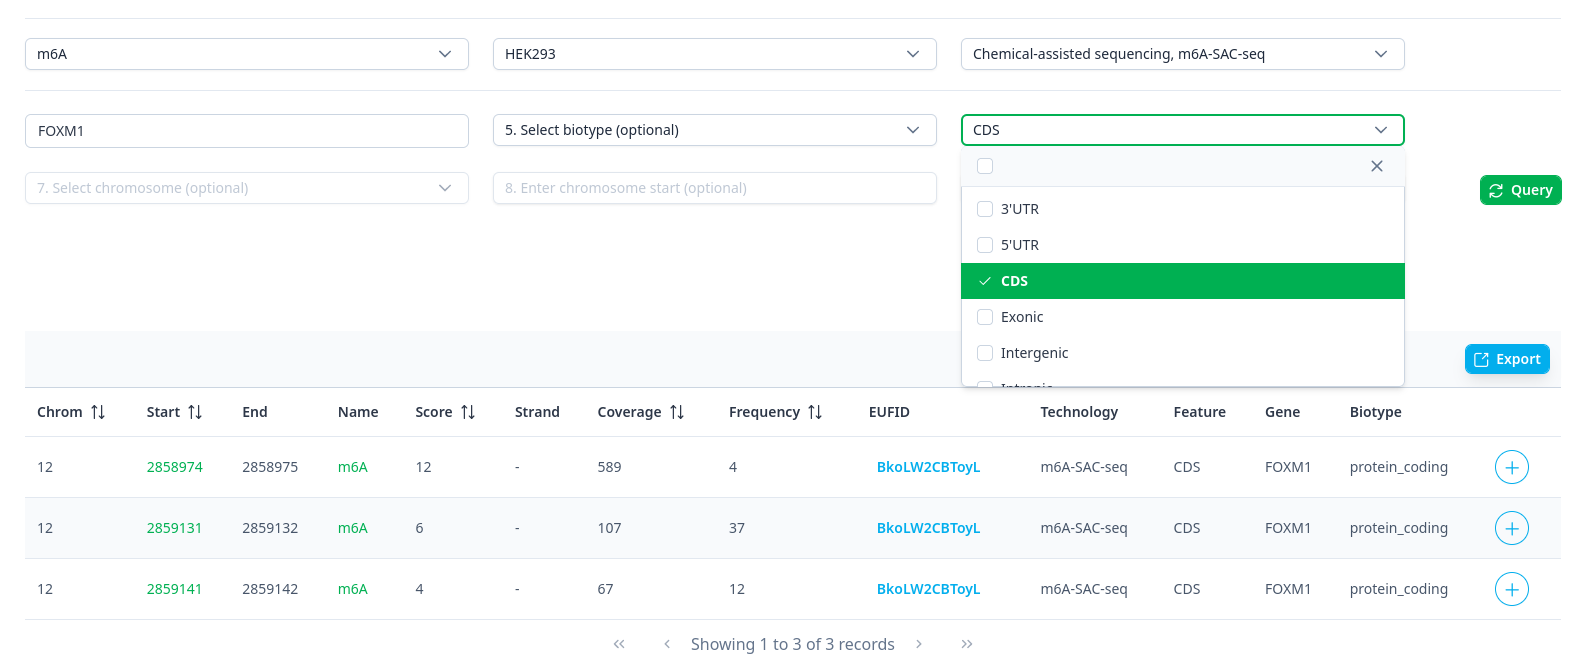 m6A HEK293 Chemical-assisted sequencing, m6A-SAC-seq
FOXM1 5. Select biotype (optional) CDS
7. Select chromosome (optional) 8. Enter chromosome start (optional)
3'UTR
Query
5'UTR
CDS
Exonic
Intergenic
Export
Intronic
Chrom Start End Name Score Strand Coverage Frequency EUFID Technology Feature Gene Biotype
12 2858974 2858975 m6A 12 - 589 4 BkoLW2CBToyL m6A-SAC-seq CDS FOXM1 protein_coding
12 2859131 2859132 m6A 6 - 107 37 BkoLW2CBToyL m6A-SAC-seq CDS FOXM1 protein_coding
12 2859141 2859142 m6A 4 - 67 12 BkoLW2CBToyL m6A-SAC-seq CDS FOXM1 protein_coding
Showing 1 to 3 of 3 records